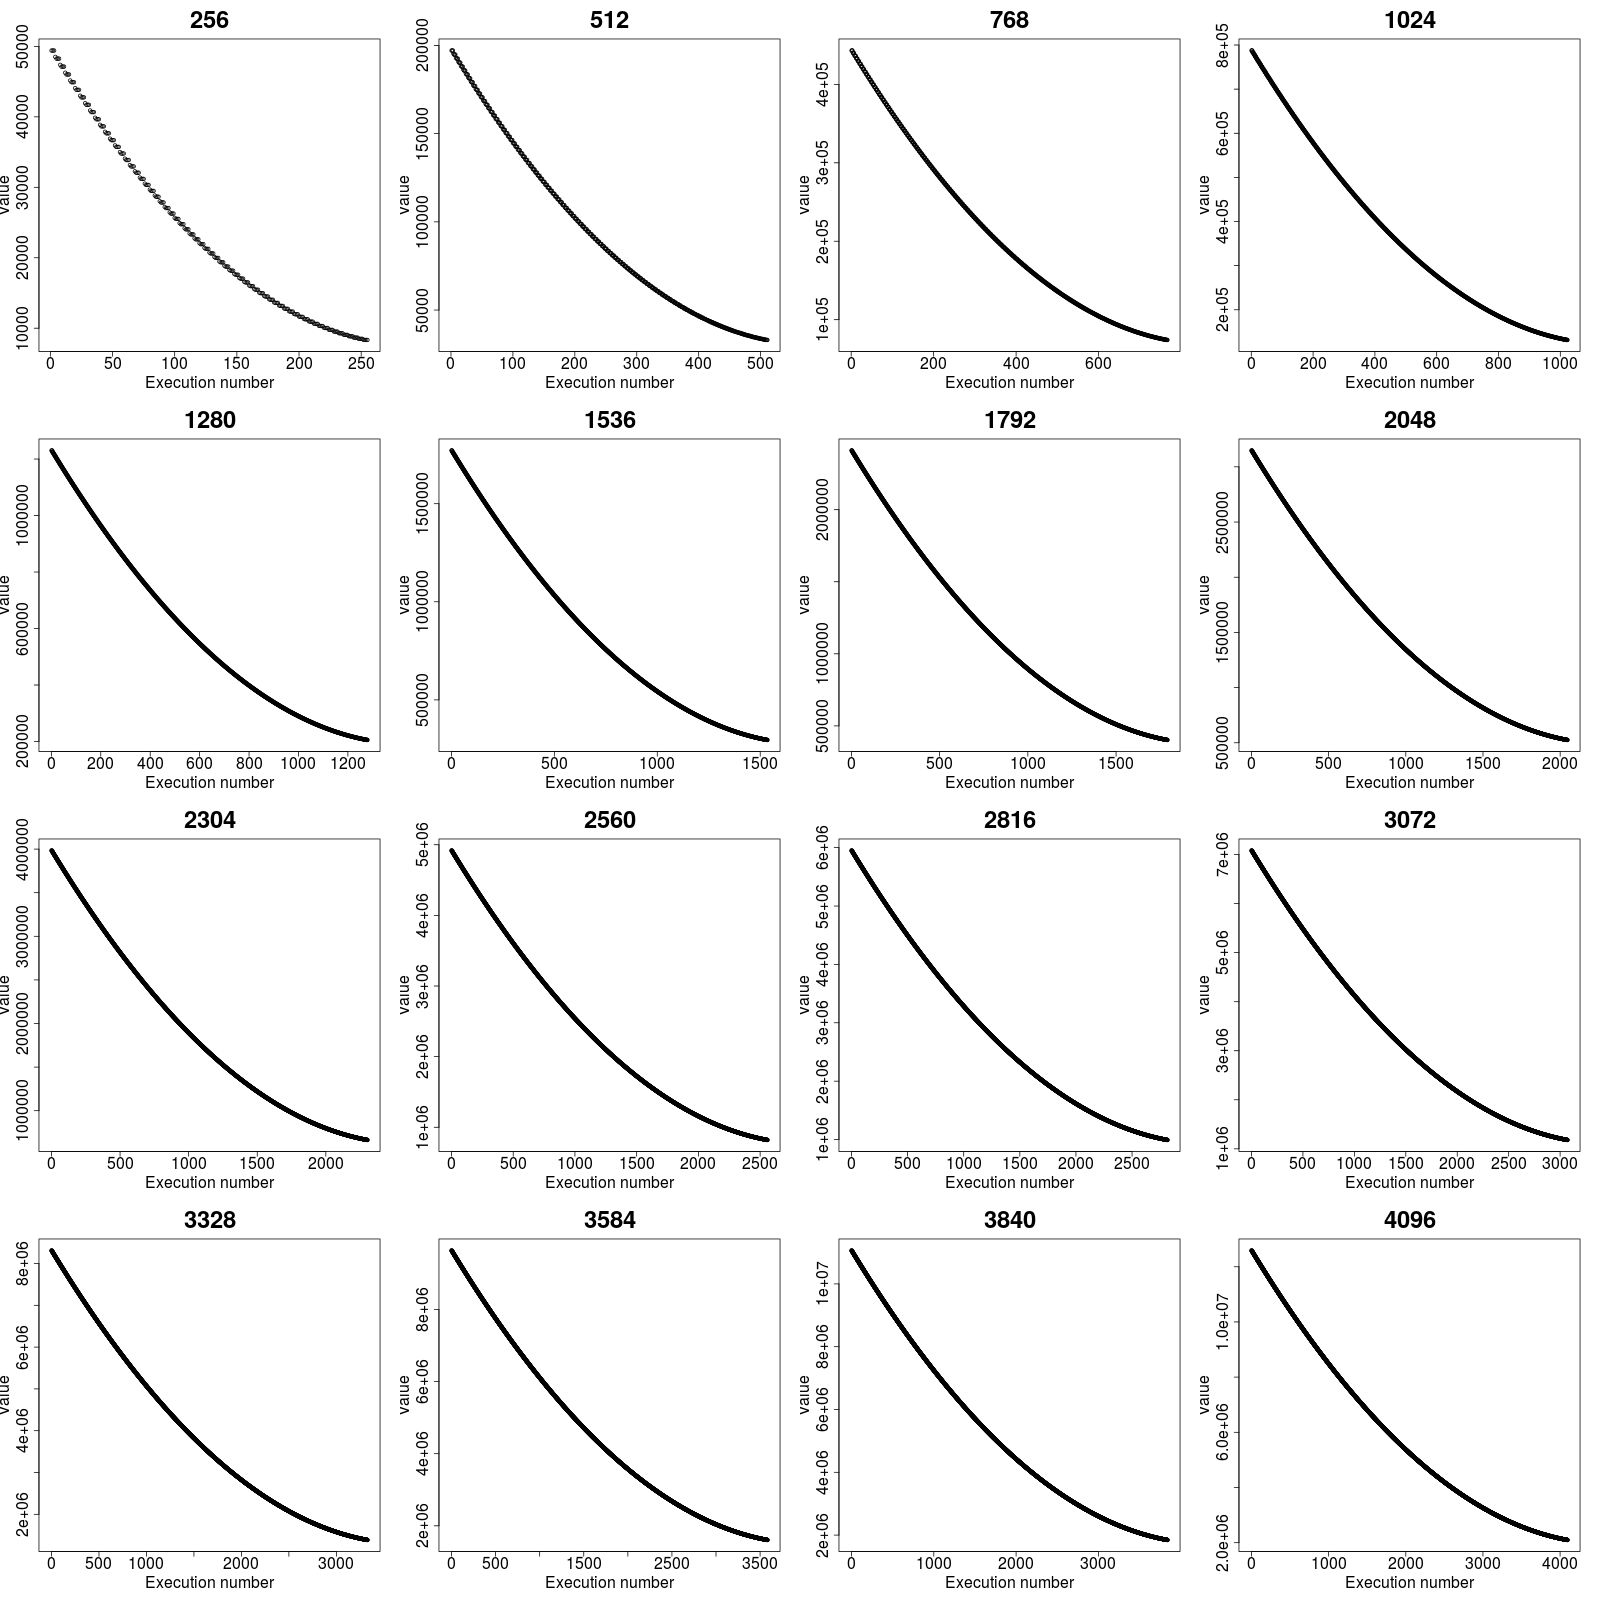 256
value
50000
40000
30000
20000
10000
0 50 100 150 200 250
Execution number
512
value
200000
150000
100000
50000
0 100 200 300 400 500
Execution number
768
value
4e+05
3e+05
2e+05
1e+05
0 200 400 600
Execution number
1024
value
8e+05
6e+05
4e+05
2e+05
0 200 400 600 800 1000
Execution number
1280
value
1000000
600000
200000
0 200 400 600 800 1000 1200
Execution number
1536
value
1500000
1000000
500000
0 500 1000 1500
Execution number
1792
value
2000000
1000000
500000
0 500 1000 1500
Execution number
2048
value
2500000
1500000
500000
0 500 1000 1500 2000
Execution number
2304
value
4000000
3000000
2000000
1000000
0 500 1000 1500 2000
Execution number
2560
value
5e+06
4e+06
3e+06
2e+06
1e+06
0 500 1000 1500 2000 2500
Execution number
2816
value
6e+06
5e+06
4e+06
3e+06
2e+06
1e+06
0 500 1000 1500 2000 2500
Execution number
3072
value
7e+06
5e+06
3e+06
1e+06
0 500 1000 1500 2000 2500 3000
Execution number
3328
value
8e+06
6e+06
4e+06
2e+06
0 500 1000 2000 3000
Execution number
3584
value
8e+06
6e+06
4e+06
2e+06
0 500 1500 2500 3500
Execution number
3840
value
1e+07
8e+06
6e+06
4e+06
2e+06
0 1000 2000 3000
Execution number
4096
value
1.0e+07
6.0e+06
2.0e+06
0 1000 2000 3000 4000
Execution number